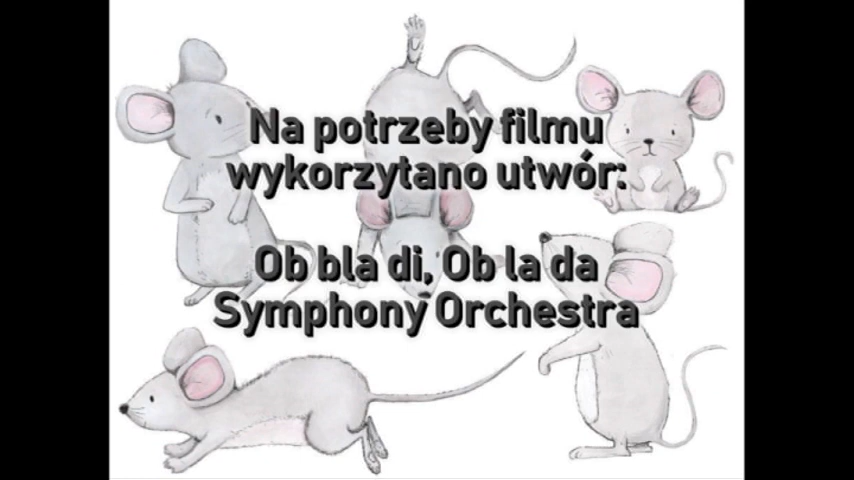 Na potrzeby filmu
wykorzytano utwór:
Ob bla di, Ob la da
Symphony Orchestra